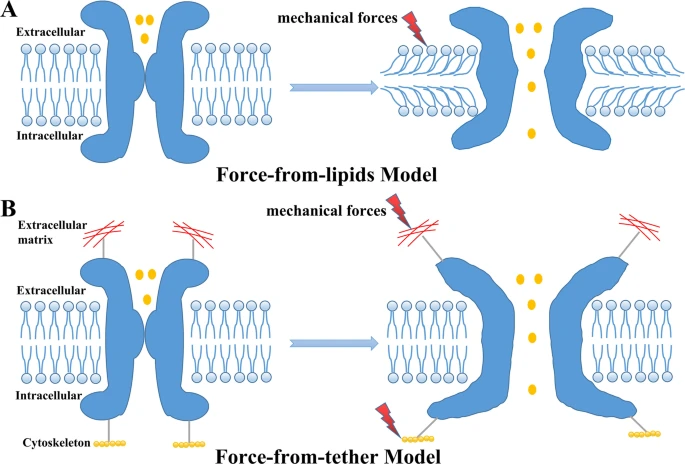 A
Extracellular
mechanical forces
Intracellular
Force-from-lipids Model
B
Extracellular
matrix
mechanical forces
Extracellular
Intracellular
Cytoskeleton
Force-from-tether Model